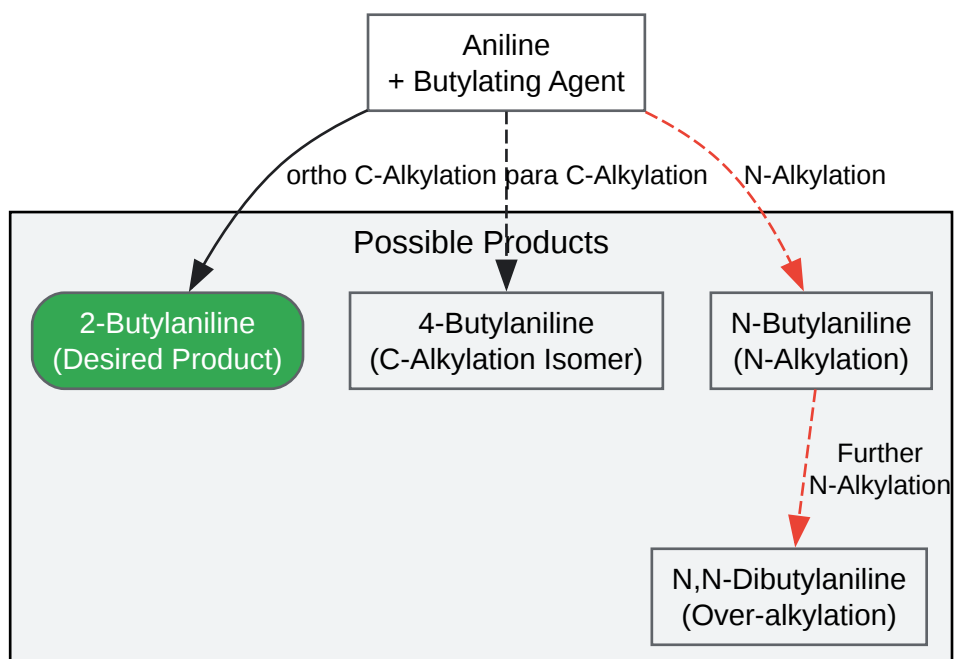 Aniline
+ Butylating Agent
ortho C-Alkylation
para C-Alkylation
N-Alkylation
Possible Products
2-Butylaniline
(Desired Product)
4-Butylaniline
(C-Alkylation Isomer)
N-Butylaniline
(N-Alkylation)
Further
N-Alkylation
N,N-Dibutylaniline
(Over-alkylation)